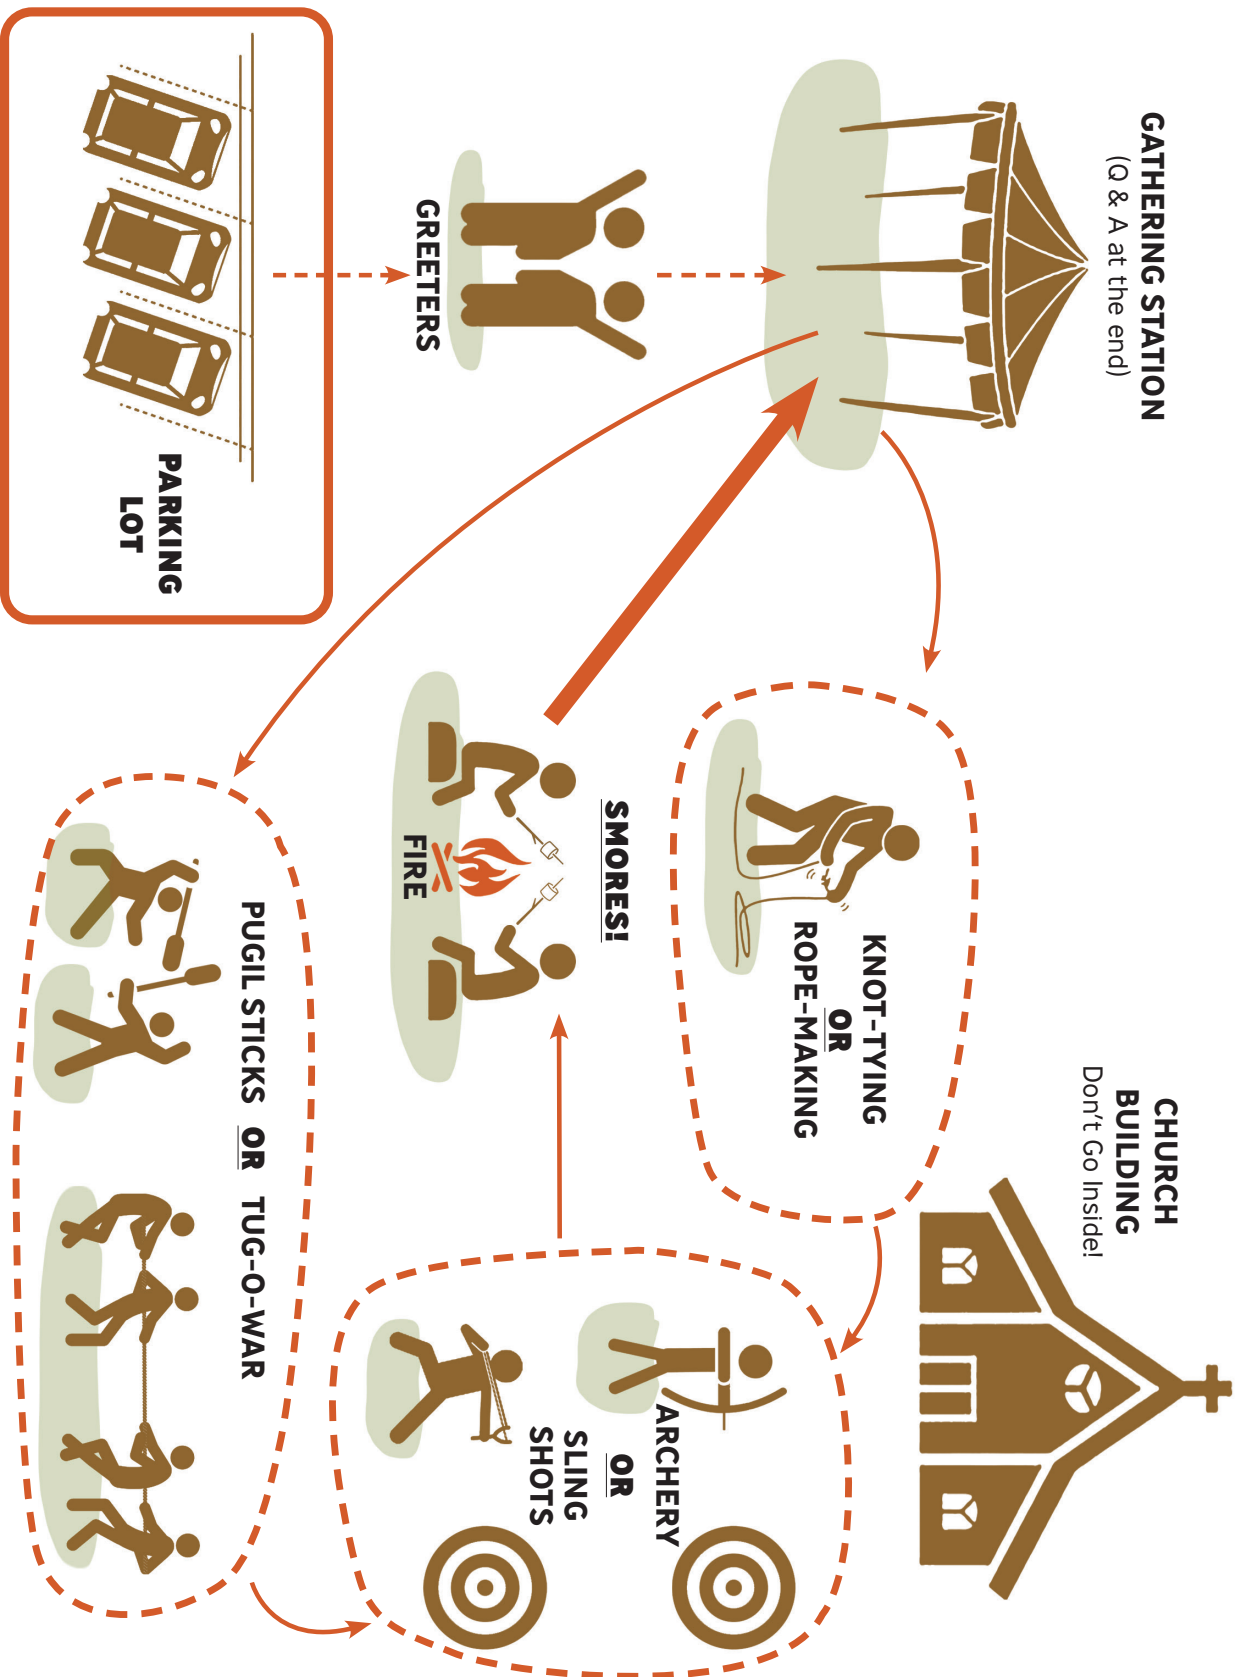 GATHERING STATION
(Q & A at the end)
CHURCH
BUILDING
Don't Go Inside!
KNOT-TYING
OR
ROPE-MAKING
GREETERS
SMORES!
FIRE
ARCHERY
OR
SLING
SHOTS
PARKING
LOT
PUGIL STICKS OR TUG-O-WAR